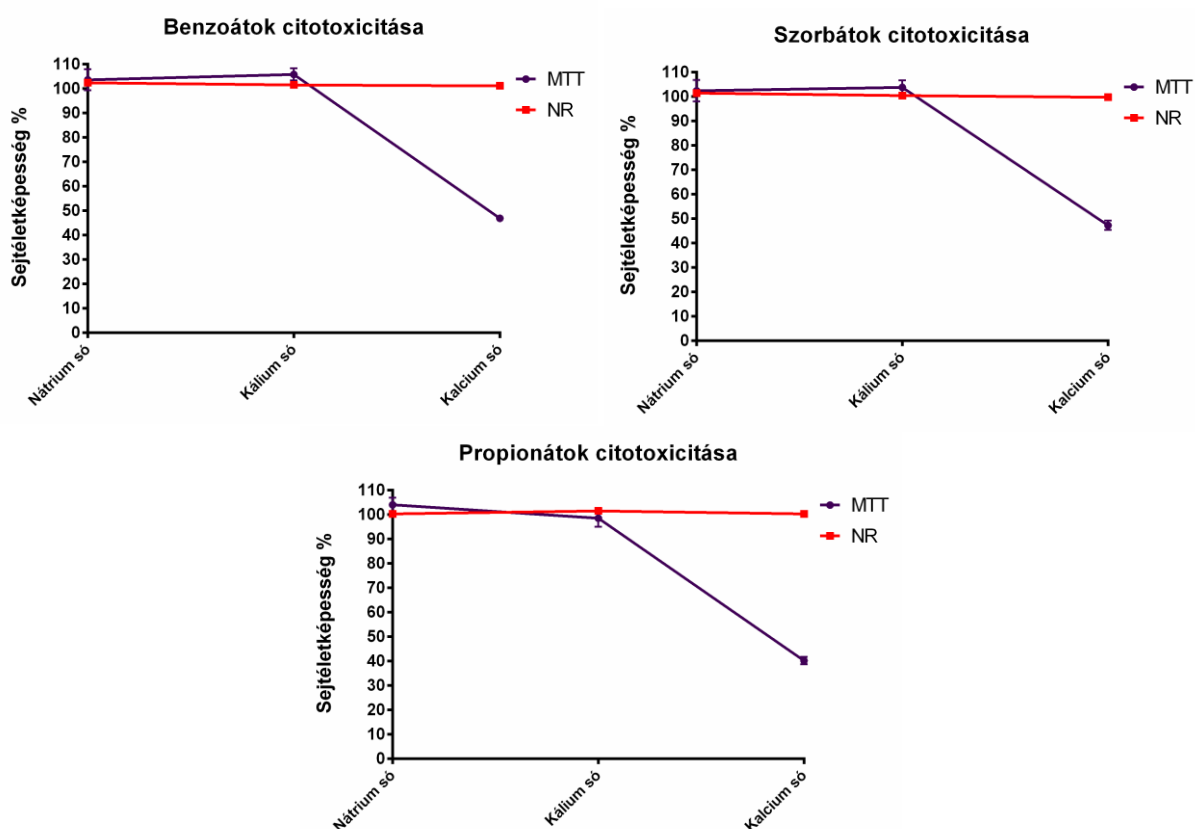 Benzoátok citotoxicitása
Sejtéletképesség %
110
100
90
80
70
60
50
40
30
20
10
0
Nátrium só
Kálium só
Kalcium só
MTT
NR
Szorbátok citotoxicitása
Sejtéletképesség %
110
100
90
80
70
60
50
40
30
20
10
0
Nátrium só
Kálium só
Kalcium só
MTT
NR
Propionátok citotoxicitása
Sejtéletképesség %
110
100
90
80
70
60
50
40
30
20
10
0
Nátrium só
Kálium só
Kalcium só
MTT
NR